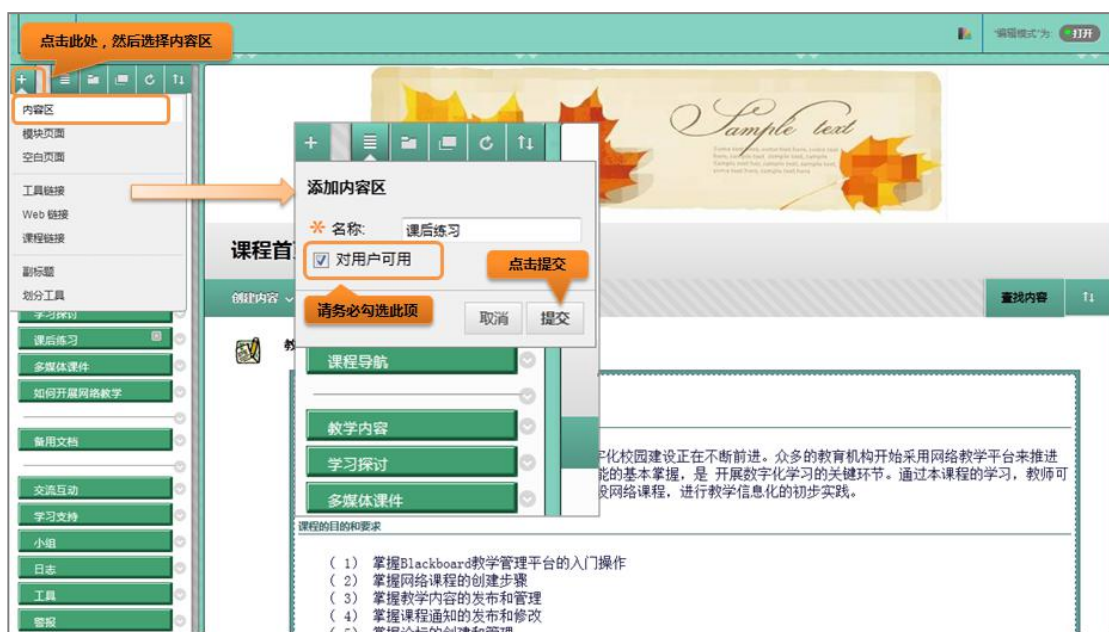 点击此处，然后选择内容区
"编辑模式"为: 打开
内容区
模块页面
空白页面
工具链接
Web 链接
课程链接
副标题
划分工具
学习探讨
课后练习
多媒体课件
如何开展网络教学
备用文档
交流互动
学习支持
小组
日志
工具
警报
Sample text
添加内容区
名称: 课后练习
对用户可用
点击提交
请务必勾选此项
取消 提交
课程导航
教学内容
学习探讨
多媒体课件
课程首
创建内容
查找内容
字化校园建设正在不断前进。众多的教育机构开始采用网络教学平台来推进
能的基本掌握，是 开展数字化学习的关键环节。通过本课程的学习，教师可
设网络课程，进行教学信息化的初步实践。
课程的目的和要求
（ 1） 掌握Blackboard教学管理平台的入门操作
（ 2） 掌握网络课程的创建步骤
（ 3） 掌握教学内容的发布和管理
（ 4） 掌握课程通知的发布和修改
（ 5） 掌握论坛的创建和管理